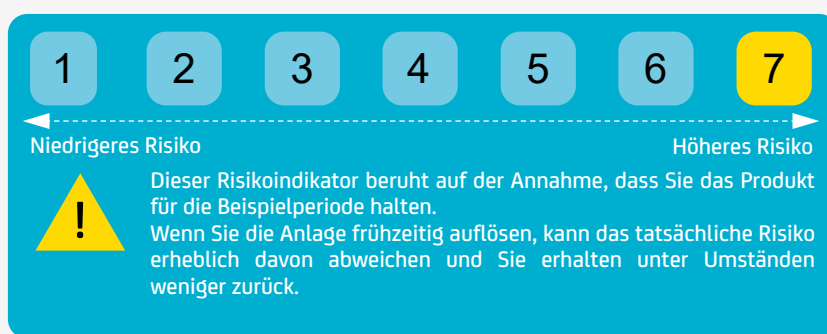 1 2 3 4 5 6 7
Niedrigeres Risiko Höheres Risiko
!
Dieser Risikoindikator beruht auf der Annahme, dass Sie das Produkt
für die Beispielperiode halten.
Wenn Sie die Anlage frühzeitig auflösen, kann das tatsächliche Risiko
erheblich davon abweichen und Sie erhalten unter Umständen
weniger zurück.